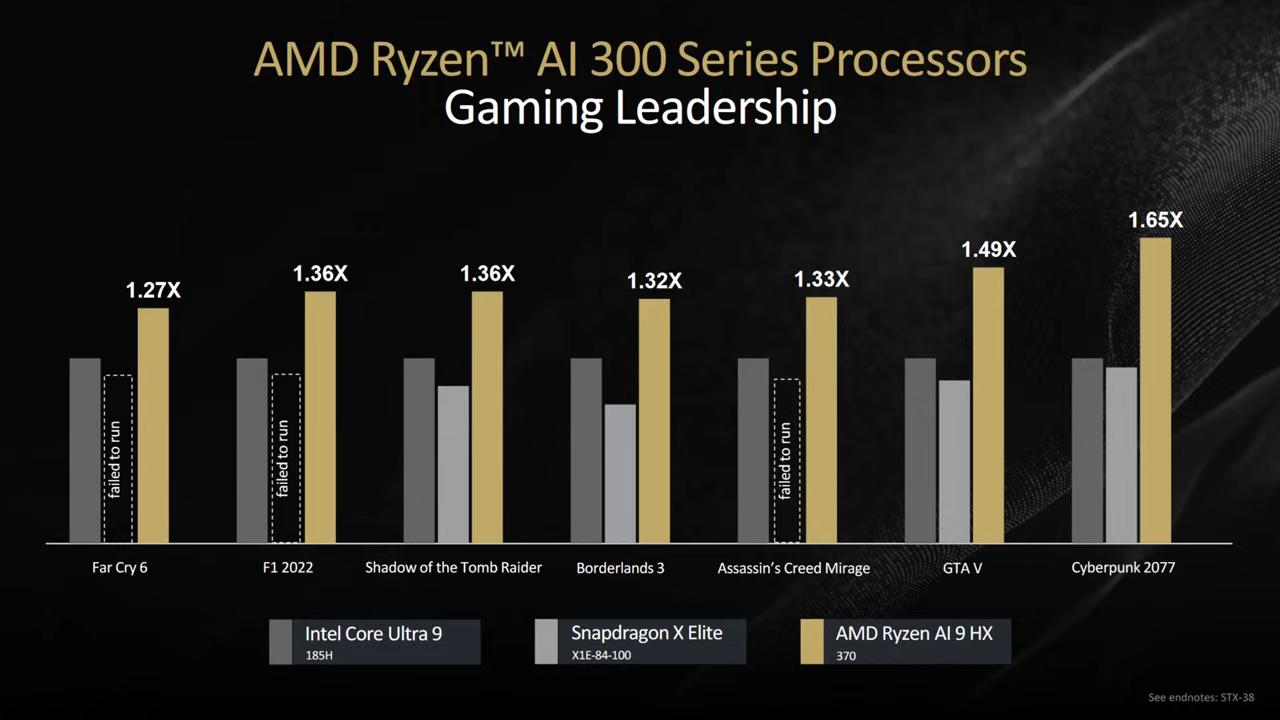 AMD Ryzen™ AI 300 Series Processors
Gaming Leadership
1.27X
1.36X
1.36X
1.32X
1.33X
1.49X
1.65X
failed to run
failed to run
failed to run
Far Cry 6
F1 2022
Shadow of the Tomb Raider
Borderlands 3
Assassin’s Creed Mirage
GTA V
Cyberpunk 2077
Intel Core Ultra 9
185H
Snapdragon X Elite
X1E-84-100
AMD Ryzen AI 9 HX
370
See endnotes: STX-38